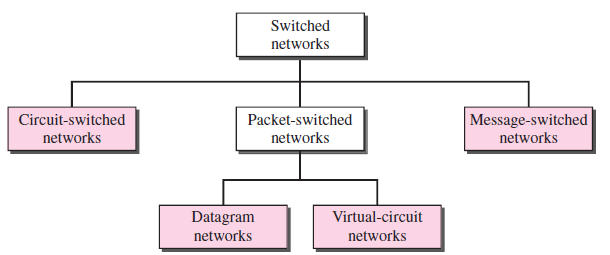 Switched
networks
Circuit-switched
networks
Packet-switched
networks
Message-switched
networks
Datagram
networks
Virtual-circuit
networks